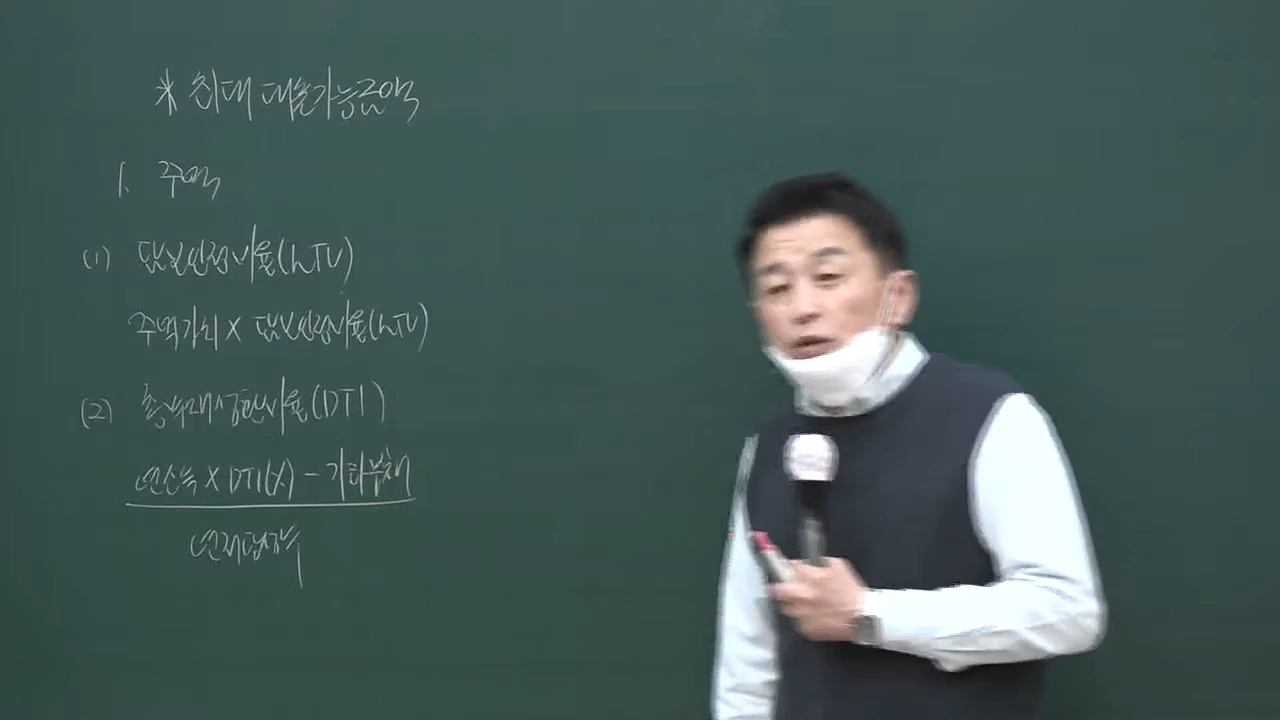 * 최대 대출가능금액
1. 주택
(1) 담보인정비율(LTV)
주택가치 X 담보인정비율(LTV)
(2) 총부채상환비율(DTI)
연소득 X DTI(%) - 기타부채
연저당상수